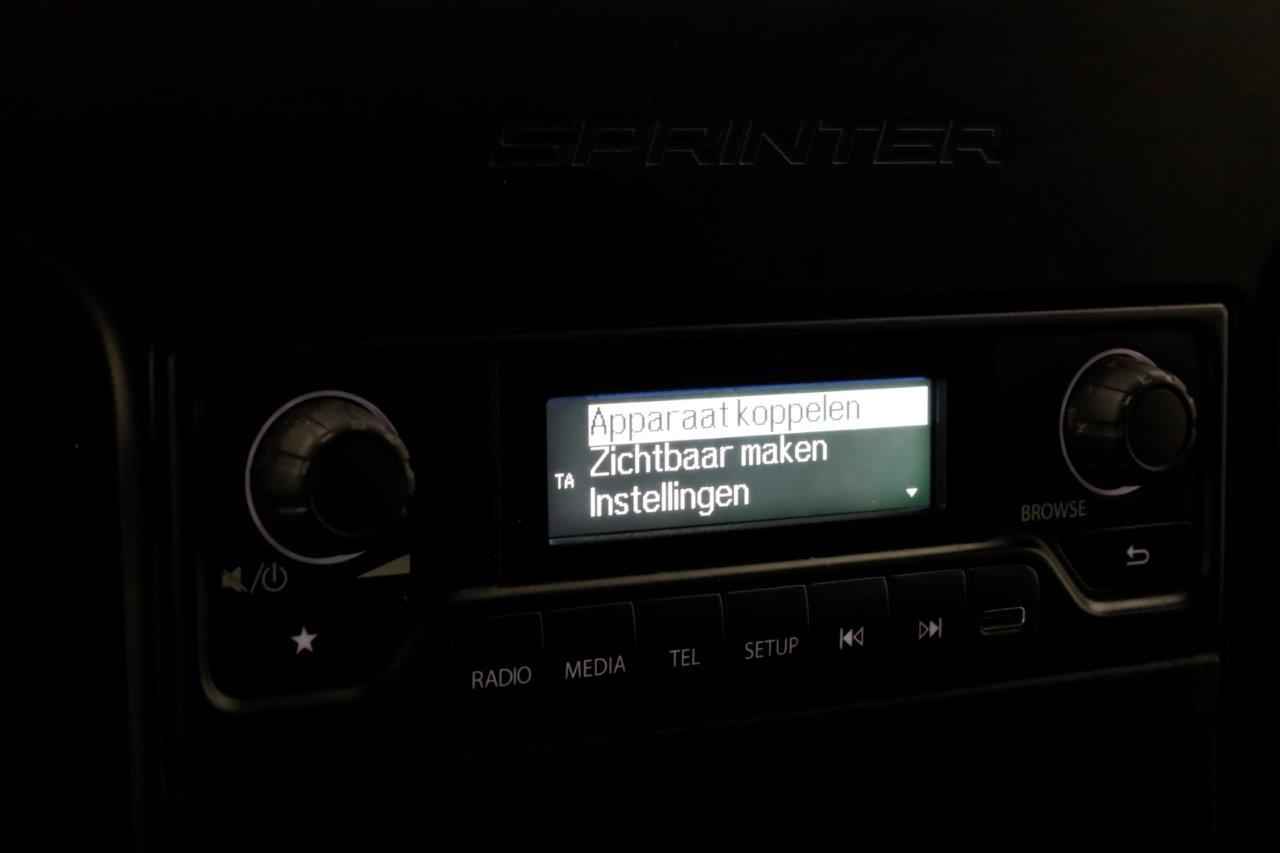 SPRINTER
Apparaat koppelen
Zichtbaar maken
TA
Instellingen
BROWSE
RADIO MEDIA TEL SETUP